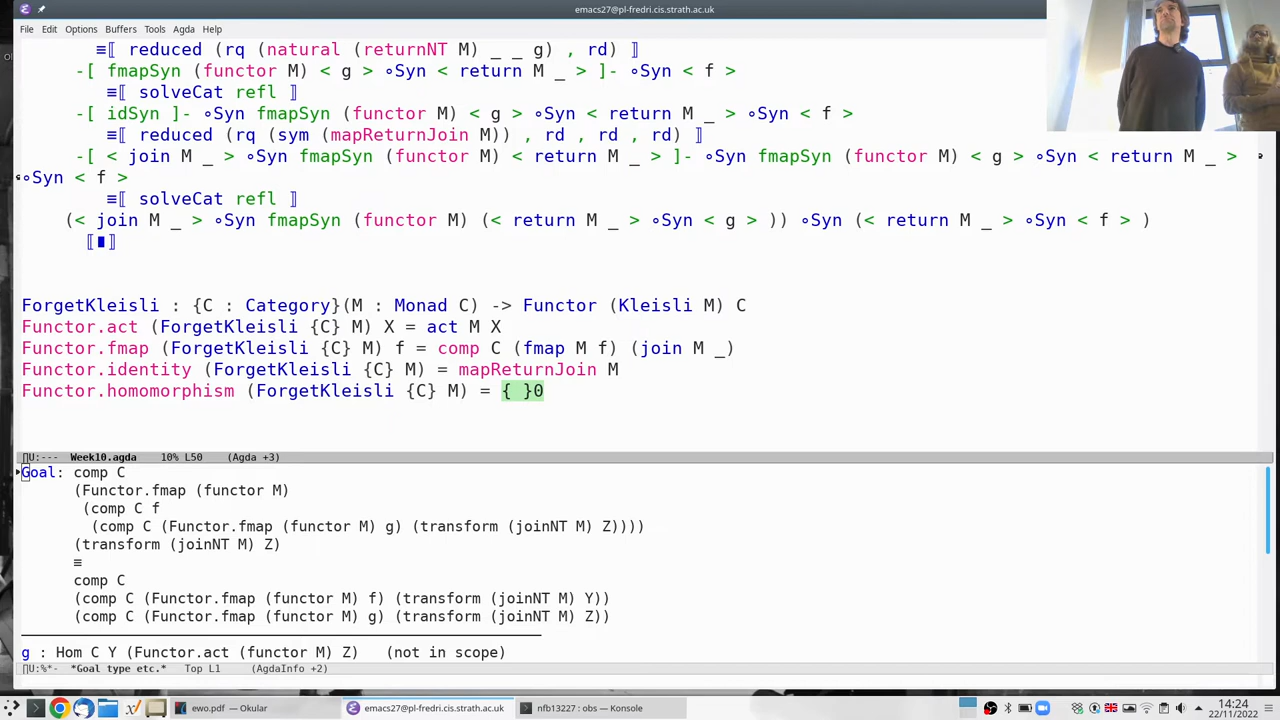 emacs27@pl-fredri.cis.strath.ac.uk
File Edit Options Buffers Tools Agda Help
≡⟦ reduced (rq (natural (returnNT M) _ _ g) , rd) ⟧
-[ fmapSyn (functor M) < g > ∘Syn < return M _ > ]- ∘Syn < f >
≡⟦ solveCat refl ⟧
-[ idSyn ]- ∘Syn fmapSyn (functor M) < g > ∘Syn < return M _ > ∘Syn < f >
≡⟦ reduced (rq (sym (mapReturnJoin M)) , rd , rd , rd) ⟧
-[ < join M _ > ∘Syn fmapSyn (functor M) < return M _ > ]- ∘Syn fmapSyn (functor M) < g > ∘Syn < return M _ >
∘Syn < f >
≡⟦ solveCat refl ⟧
(< join M _ > ∘Syn fmapSyn (functor M) (< return M _ > ∘Syn < g > )) ∘Syn (< return M _ > ∘Syn < f > )
⟦∎⟧
ForgetKleisli : {C : Category}(M : Monad C) -> Functor (Kleisli M) C
Functor.act (ForgetKleisli {C} M) X = act M X
Functor.fmap (ForgetKleisli {C} M) f = comp C (fmap M f) (join M _)
Functor.identity (ForgetKleisli {C} M) = mapReturnJoin M
Functor.homomorphism (ForgetKleisli {C} M) = { }0
U:--- Week10.agda 10% L50 (Agda +3)
Goal: comp C
(Functor.fmap (functor M)
(comp C f
(comp C (Functor.fmap (functor M) g) (transform (joinNT M) Z))))
(transform (joinNT M) Z)
≡
comp C
(comp C (Functor.fmap (functor M) f) (transform (joinNT M) Y))
(comp C (Functor.fmap (functor M) g) (transform (joinNT M) Z))
g : Hom C Y (Functor.act (functor M) Z) (not in scope)
U:%*- *Goal type etc.* Top L1 (AgdaInfo +2)
ewo.pdf — Okular
emacs27@pl-fredri.cis.strath.ac.uk
nfb13227 : obs — Konsole
14:24
22/11/2022